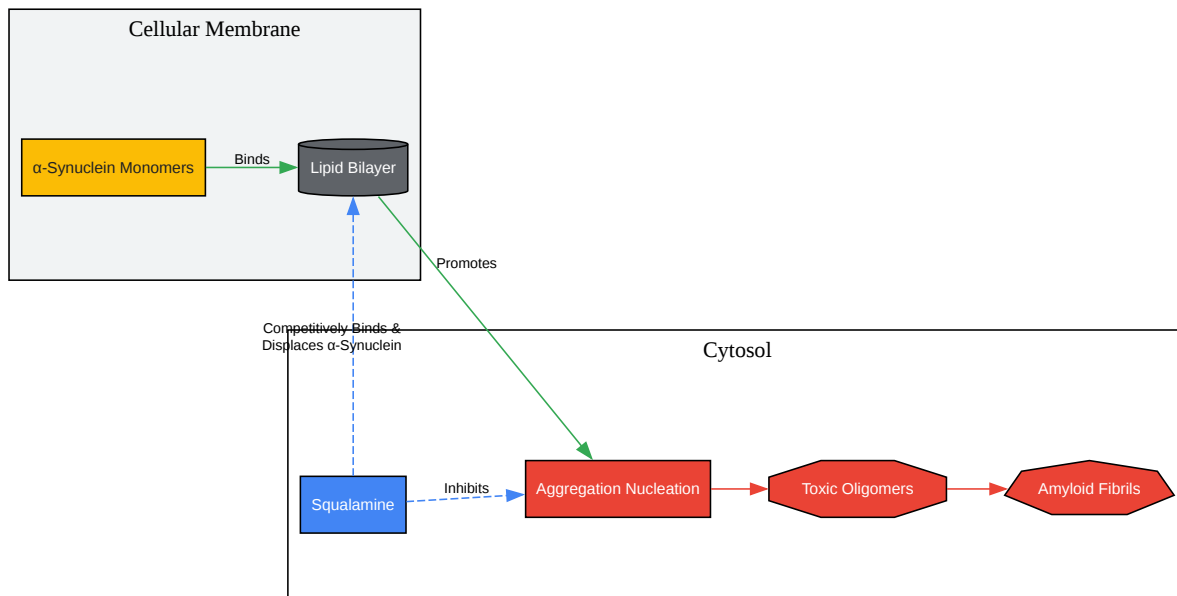 Cellular Membrane
α-Synuclein Monomers
Binds
Lipid Bilayer
Promotes
Competitively Binds &
Displaces α-Synuclein
Cytosol
Squalamine
Inhibits
Aggregation Nucleation
Toxic Oligomers
Amyloid Fibrils